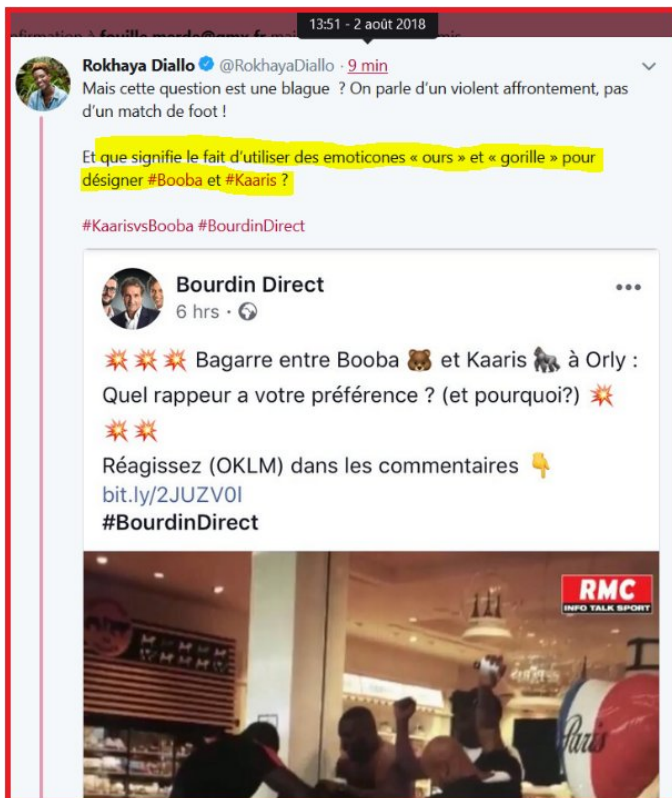 13:51 - 2 août 2018
Rokhaya Diallo @RokhayaDiallo · 9 min
Mais cette question est une blague ? On parle d'un violent affrontement, pas
d'un match de foot !
Et que signifie le fait d'utiliser des emoticones « ours » et « gorille » pour
désigner #Booba et #Kaaris ?
#KaarisvsBooba #BourdinDirect
Bourdin Direct
6 hrs ·
💥 💥 💥 Bagarre entre Booba 🐻 et Kaaris 🦍 à Orly :
Quel rappeur a votre préférence ? (et pourquoi?) 💥
💥 💥
Réagissez (OKLM) dans les commentaires 👇
bit.ly/2JUZV0I
#BourdinDirect
RMC
INFO TALK SPORT
Paris